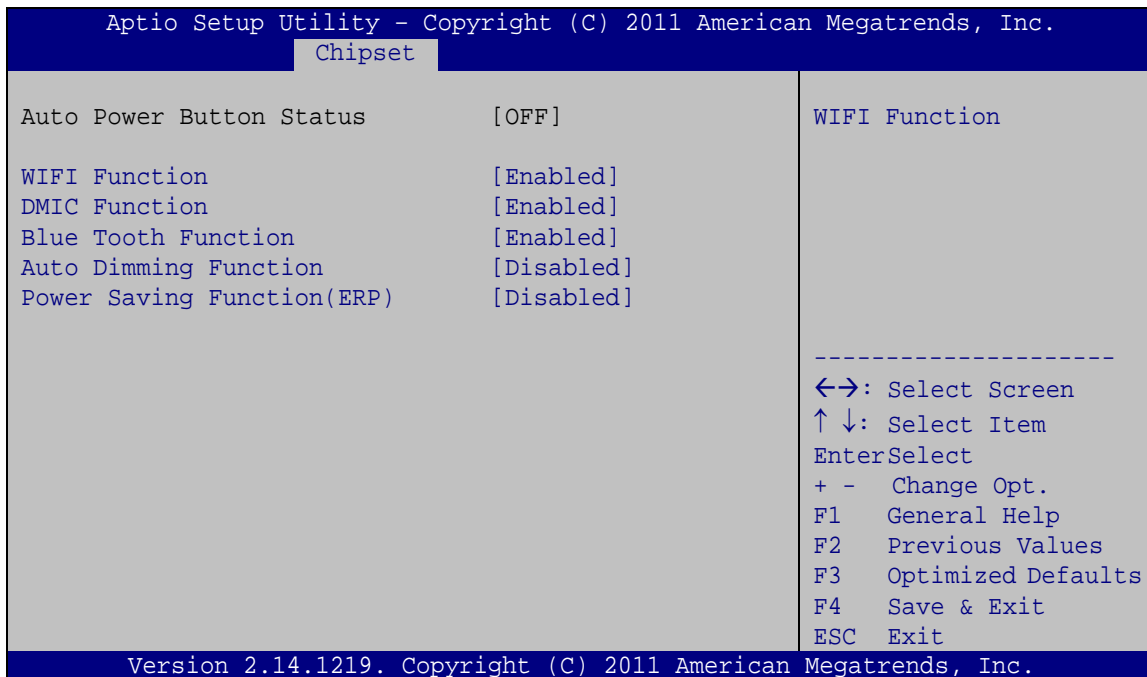 Aptio Setup Utility – Copyright (C) 2011 American Megatrends, Inc.
Chipset
Auto Power Button Status [OFF]
WIFI Function [Enabled]
DMIC Function [Enabled]
Blue Tooth Function [Enabled]
Auto Dimming Function [Disabled]
Power Saving Function(ERP) [Disabled]
WIFI Function
---------------------
←→: Select Screen
↑ ↓: Select Item
EnterSelect
+ - Change Opt.
F1 General Help
F2 Previous Values
F3 Optimized Defaults
F4 Save & Exit
ESC Exit
Version 2.14.1219. Copyright (C) 2011 American Megatrends, Inc.